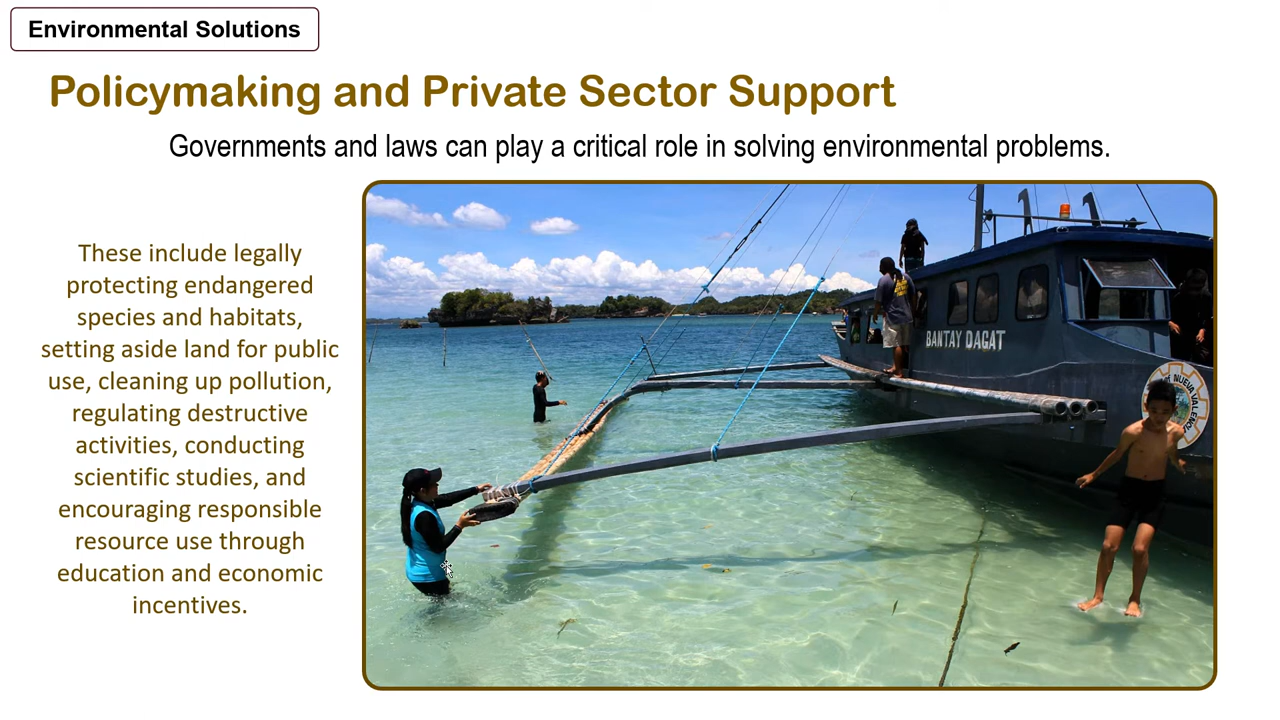 Environmental Solutions
Policymaking and Private Sector Support
Governments and laws can play a critical role in solving environmental problems.
These include legally
protecting endangered
species and habitats,
setting aside land for public
use, cleaning up pollution,
regulating destructive
activities, conducting
scientific studies, and
encouraging responsible
resource use through
education and economic
incentives.
BANTAY DAGAT
NUEVA VALENCIA